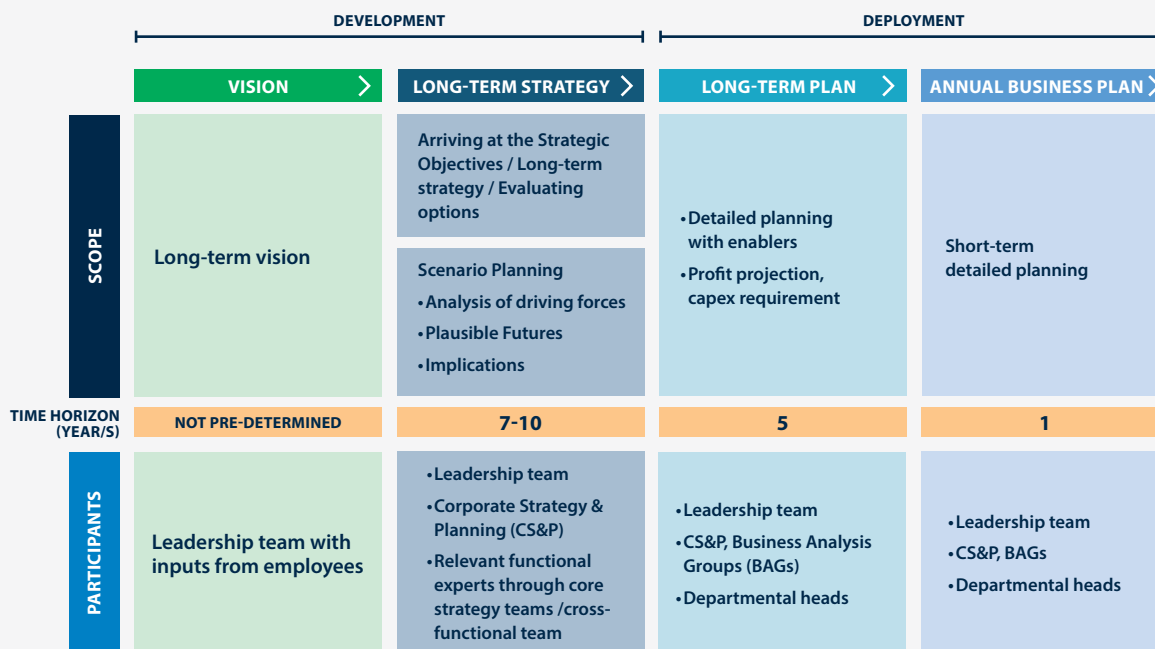 DEVELOPMENT
DEPLOYMENT
VISION
LONG-TERM STRATEGY
LONG-TERM PLAN
ANNUAL BUSINESS PLAN
SCOPE
Long-term vision
Arriving at the Strategic
Objectives / Long-term
strategy / Evaluating
options
Scenario Planning
•Analysis of driving forces
•Plausible Futures
•Implications
•Detailed planning
with enablers
•Profit projection,
capex requirement
Short-term
detailed planning
TIME HORIZON
(YEAR/S)
NOT PRE-DETERMINED
7-10
5
1
PARTICIPANTS
Leadership team with
inputs from employees
•Leadership team
•Corporate Strategy &
Planning (CS&P)
•Relevant functional
experts through core
strategy teams /cross-
functional team
•Leadership team
•CS&P, Business Analysis
Groups (BAGs)
•Departmental heads
•Leadership team
•CS&P, BAGs
•Departmental heads